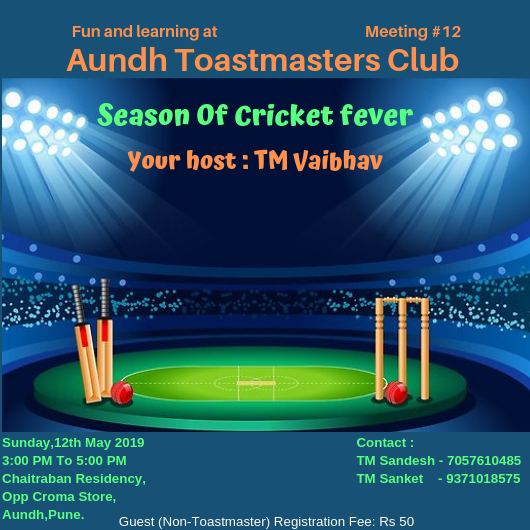 Fun and learning at Meeting #12
Aundh Toastmasters Club
Season Of Cricket fever
Your host : TM Vaibhav
Sunday,12th May 2019
3:00 PM To 5:00 PM
Chaitraban Residency,
Opp Croma Store,
Aundh,Pune.
Contact :
TM Sandesh - 7057610485
TM Sanket - 9371018575
Guest (Non-Toastmaster) Registration Fee: Rs 50